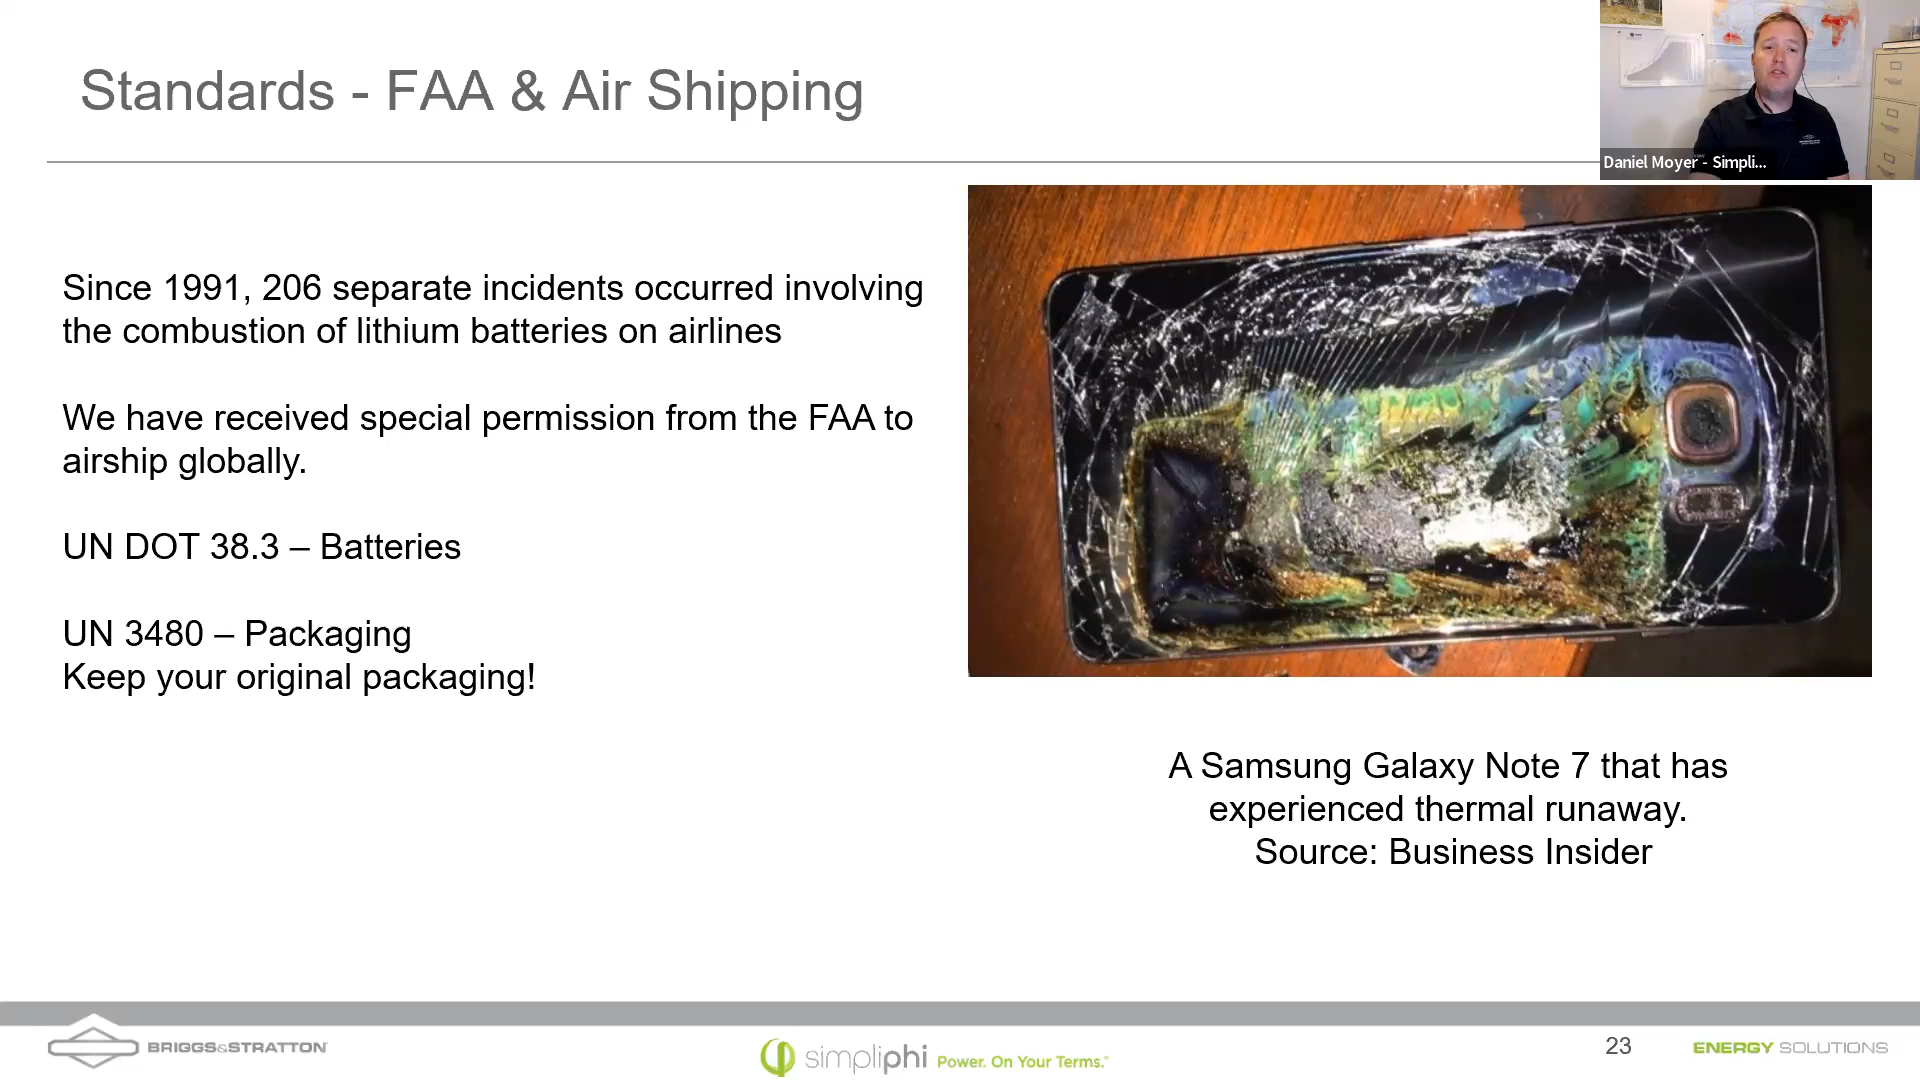 Standards - FAA & Air Shipping
Daniel Moyer - Simpli...
Since 1991, 206 separate incidents occurred involving
the combustion of lithium batteries on airlines
We have received special permission from the FAA to
airship globally.
UN DOT 38.3 – Batteries
UN 3480 – Packaging
Keep your original packaging!
A Samsung Galaxy Note 7 that has
experienced thermal runaway.
Source: Business Insider
BRIGGS&STRATTON
simpliphi Power. On Your Terms.™
23
ENERGY SOLUTIONS